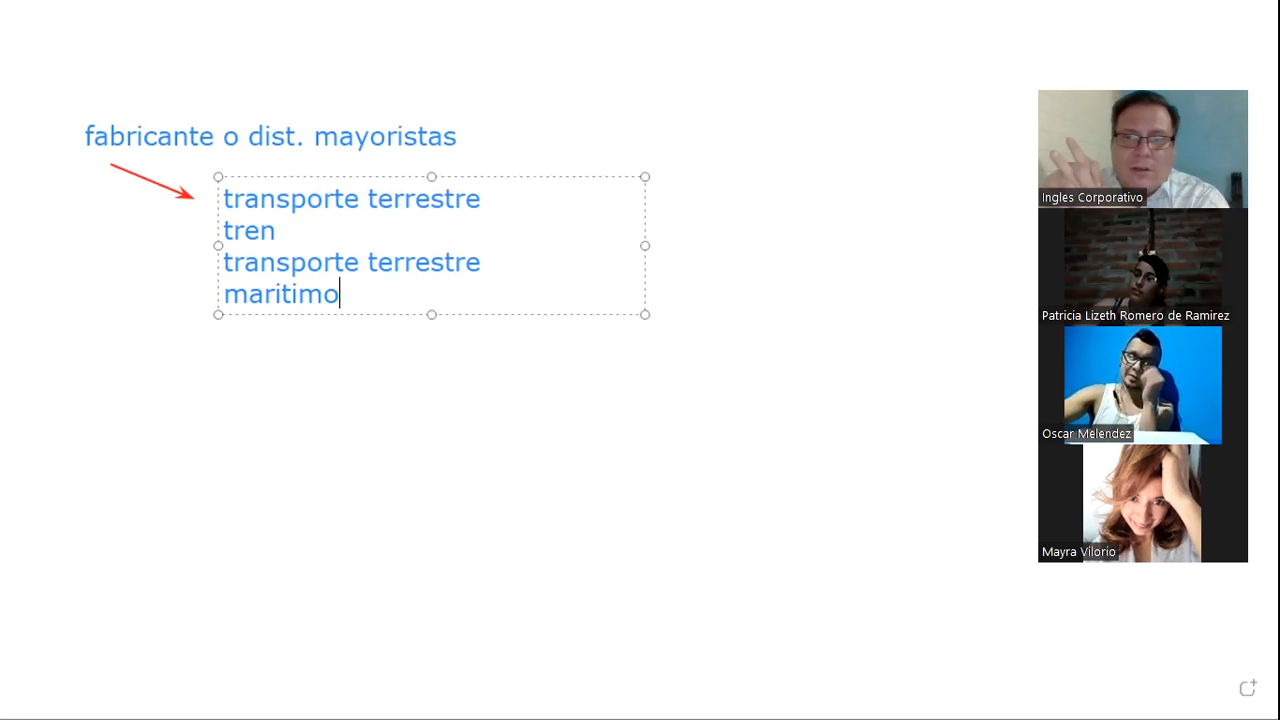 fabricante o dist. mayoristas
transporte terrestre
tren
transporte terrestre
maritimo
Ingles Corporativo
Patricia Lizeth Romero de Ramirez
Oscar Melendez
Mayra Vilorio